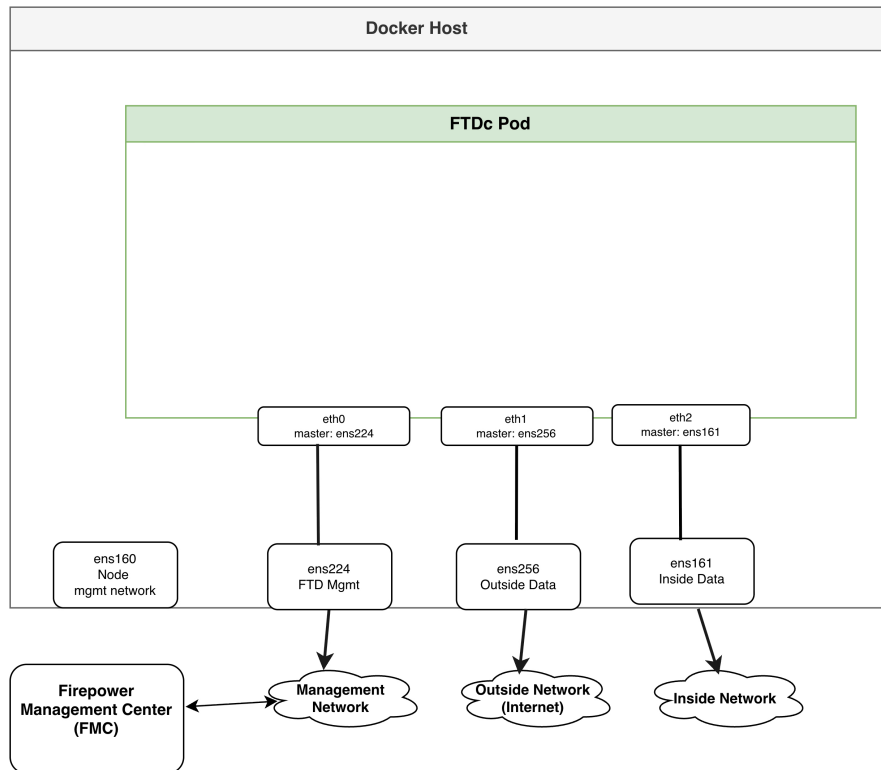 Docker Host
FTDc Pod
eth0
master: ens224
eth1
master: ens256
eth2
master: ens161
ens160
Node
mgmt network
ens224
FTD Mgmt
ens256
Outside Data
ens161
Inside Data
Firepower
Management Center
(FMC)
Management
Network
Outside Network
(Internet)
Inside Network